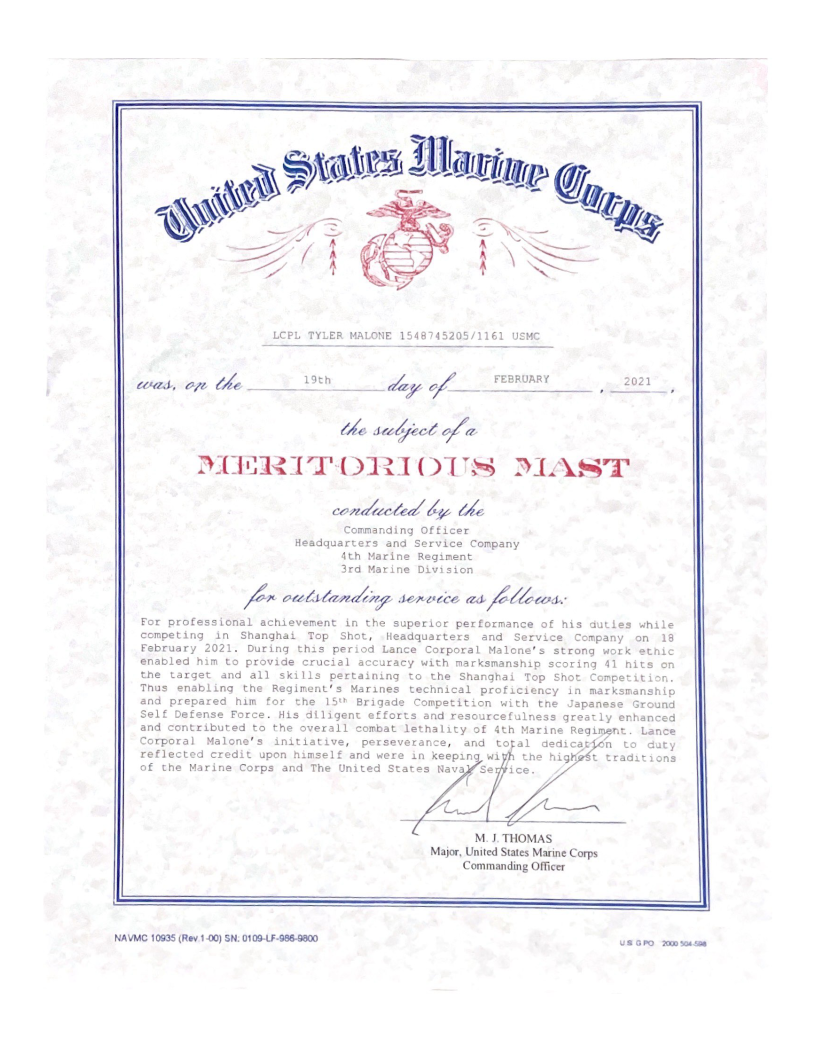 United States Marine Corps
LCPL TYLER MALONE 1548745205/1161 USMC
was, on the 19th day of FEBRUARY , 2021 ,
the subject of a
MERITORIOUS MAST
conducted by the
Commanding Officer
Headquarters and Service Company
4th Marine Regiment
3rd Marine Division
for outstanding service as follows:
For professional achievement in the superior performance of his duties while
competing in Shanghai Top Shot, Headquarters and Service Company on 18
February 2021. During this period Lance Corporal Malone's strong work ethic
enabled him to provide crucial accuracy with marksmanship scoring 41 hits on
the target and all skills pertaining to the Shanghai Top Shot Competition.
Thus enabling the Regiment's Marines technical proficiency in marksmanship
and prepared him for the 15th Brigade Competition with the Japanese Ground
Self Defense Force. His diligent efforts and resourcefulness greatly enhanced
and contributed to the overall combat lethality of 4th Marine Regiment. Lance
Corporal Malone's initiative, perseverance, and total dedication to duty
reflected credit upon himself and were in keeping with the highest traditions
of the Marine Corps and The United States Naval Service.
M. J. THOMAS
Major, United States Marine Corps
Commanding Officer
NAVMC 10935 (Rev.1-00) SN: 0109-LF-986-9800
U.S. G.P.O. 2000 504-598